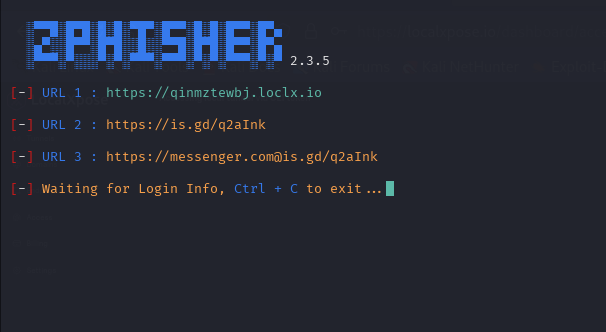 ZPHISHER 2.3.5
[-] URL 1 : https://qinmztewbj.loclx.io
[-] URL 2 : https://is.gd/q2aInk
[-] URL 3 : https://messenger.com@is.gd/q2aInk
[-] Waiting for Login Info, Ctrl + C to exit...